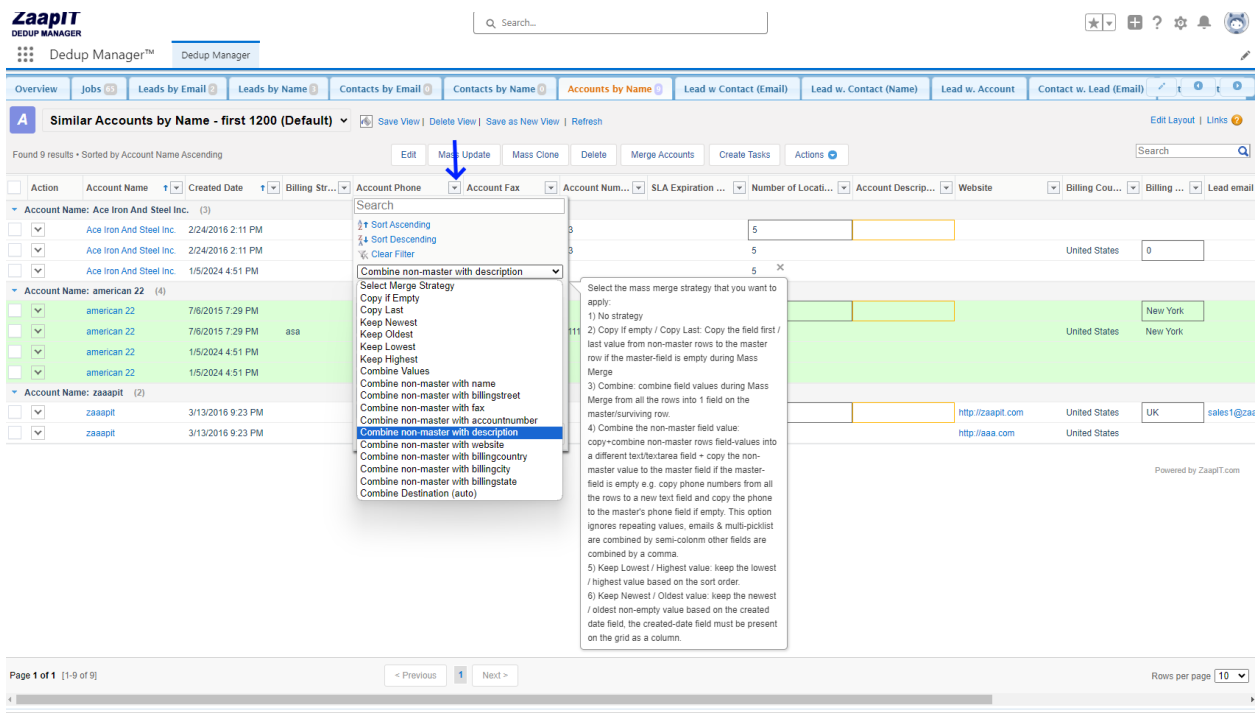 ZaapIT
DEDUP MANAGER
Search...
Dedup Manager™ Dedup Manager
Overview Jobs 63 Leads by Email 2 Leads by Name 3 Contacts by Email 0 Contacts by Name 0 Accounts by Name 9 Lead w Contact (Email) Lead w. Contact (Name) Lead w. Account Contact w. Lead (Email)
A Similar Accounts by Name - first 1200 (Default) Save View | Delete View | Save as New View | Refresh Edit Layout | Links
Found 9 results • Sorted by Account Name Ascending Edit Mass Update Mass Clone Delete Merge Accounts Create Tasks Actions Search
Action Account Name Created Date Billing Str... Account Phone Account Fax Account Num... SLA Expiration ... Number of Locati... Account Descrip... Website Billing Cou... Billing ... Lead email
Account Name: Ace Iron And Steel Inc. (3)
Ace Iron And Steel Inc. 2/24/2016 2:11 PM 3 5
Ace Iron And Steel Inc. 2/24/2016 2:11 PM 3 5 United States 0
Ace Iron And Steel Inc. 1/5/2024 4:51 PM 5
Account Name: american 22 (4)
american 22 7/6/2015 7:29 PM New York
american 22 7/6/2015 7:29 PM asa 111 United States New York
american 22 1/5/2024 4:51 PM
american 22 1/5/2024 4:51 PM
Account Name: zaaapit (2)
zaaapit 3/13/2016 9:23 PM http://zaapit.com United States UK sales1@zaa
zaaapit 3/13/2016 9:23 PM http://aaa.com United States
Search
Sort Ascending
Sort Descending
Clear Filter
Combine non-master with description
Select Merge Strategy
Copy if Empty
Copy Last
Keep Newest
Keep Oldest
Keep Lowest
Keep Highest
Combine Values
Combine non-master with name
Combine non-master with billingstreet
Combine non-master with fax
Combine non-master with accountnumber
Combine non-master with description
Combine non-master with website
Combine non-master with billingcountry
Combine non-master with billingcity
Combine non-master with billingstate
Combine Destination (auto)
Select the mass merge strategy that you want to
apply:
1) No strategy
2) Copy If empty / Copy Last: Copy the field first /
last value from non-master rows to the master
row if the master-field is empty during Mass
Merge
3) Combine: combine field values during Mass
Merge from all the rows into 1 field on the
master/surviving row.
4) Combine the non-master field value:
copy+combine non-master rows field-values into
a different text/textarea field + copy the non-
master value to the master field if the master-
field is empty e.g. copy phone numbers from all
the rows to a new text field and copy the phone
to the master's phone field if empty. This option
ignores repeating values, emails & multi-picklist
are combined by semi-colonm other fields are
combined by a comma.
5) Keep Lowest / Highest value: keep the lowest
/ highest value based on the sort order.
6) Keep Newest / Oldest value: keep the newest
/ oldest non-empty value based on the created
date field, the created-date field must be present
on the grid as a column.
Powered by ZaapIT.com
Page 1 of 1 [1-9 of 9] < Previous 1 Next > Rows per page 10